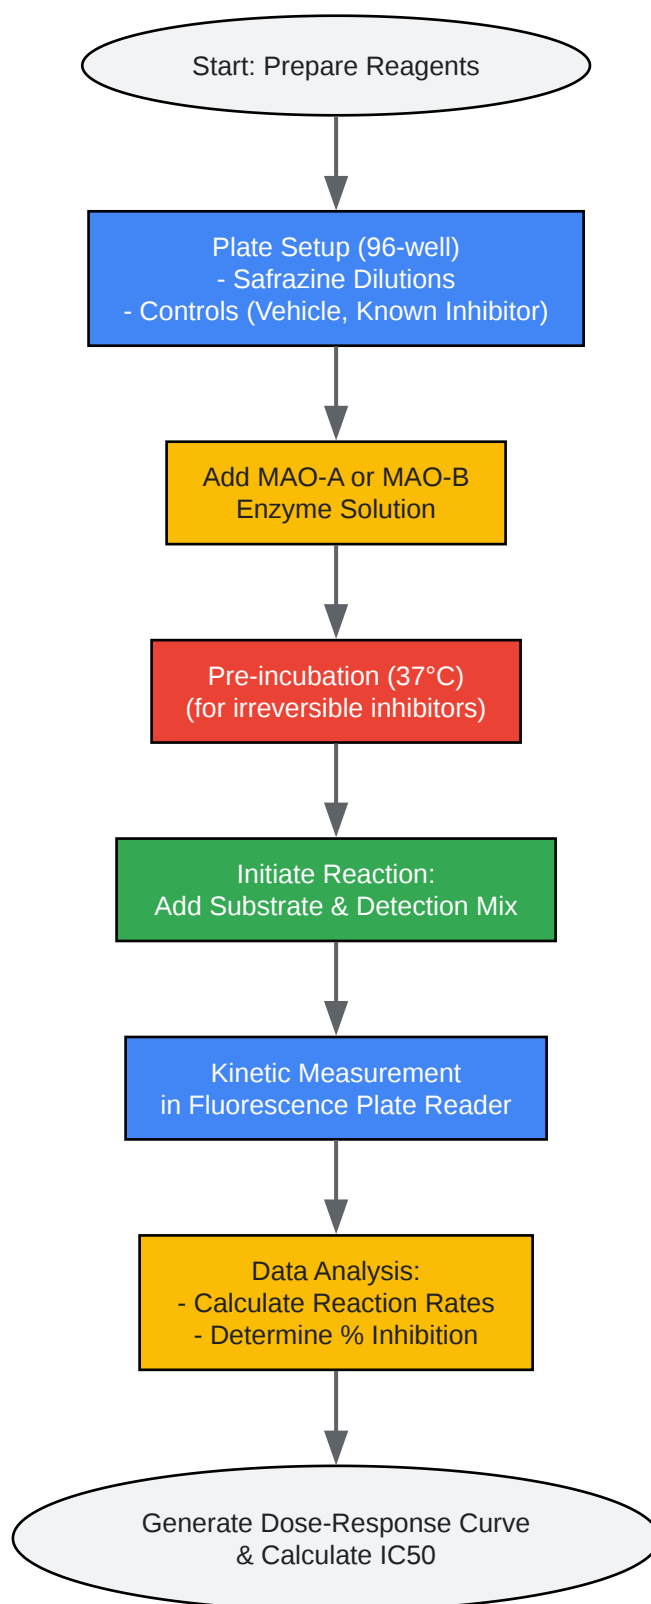 Start: Prepare Reagents
Plate Setup (96-well)
- Safrazine Dilutions
- Controls (Vehicle, Known Inhibitor)
Add MAO-A or MAO-B
Enzyme Solution
Pre-incubation (37°C)
(for irreversible inhibitors)
Initiate Reaction:
Add Substrate & Detection Mix
Kinetic Measurement
in Fluorescence Plate Reader
Data Analysis:
- Calculate Reaction Rates
- Determine % Inhibition
Generate Dose-Response Curve
& Calculate IC50